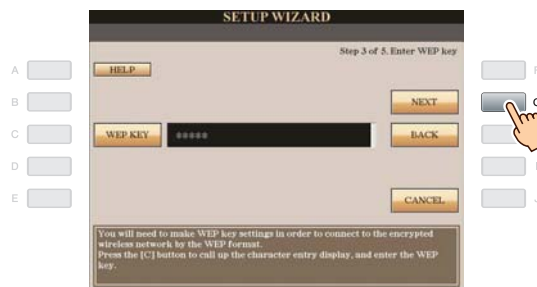 SETUP WIZARD
Step 3 of 5. Enter WEP key
HELP
A
B
NEXT
WEP KEY
*****
BACK
C
D
E
CANCEL
You will need to make WEP key settings in order to connect to the encrypted
wireless network by the WEP format.
Press the [C] button to call up the character entry display, and enter the WEP
key.